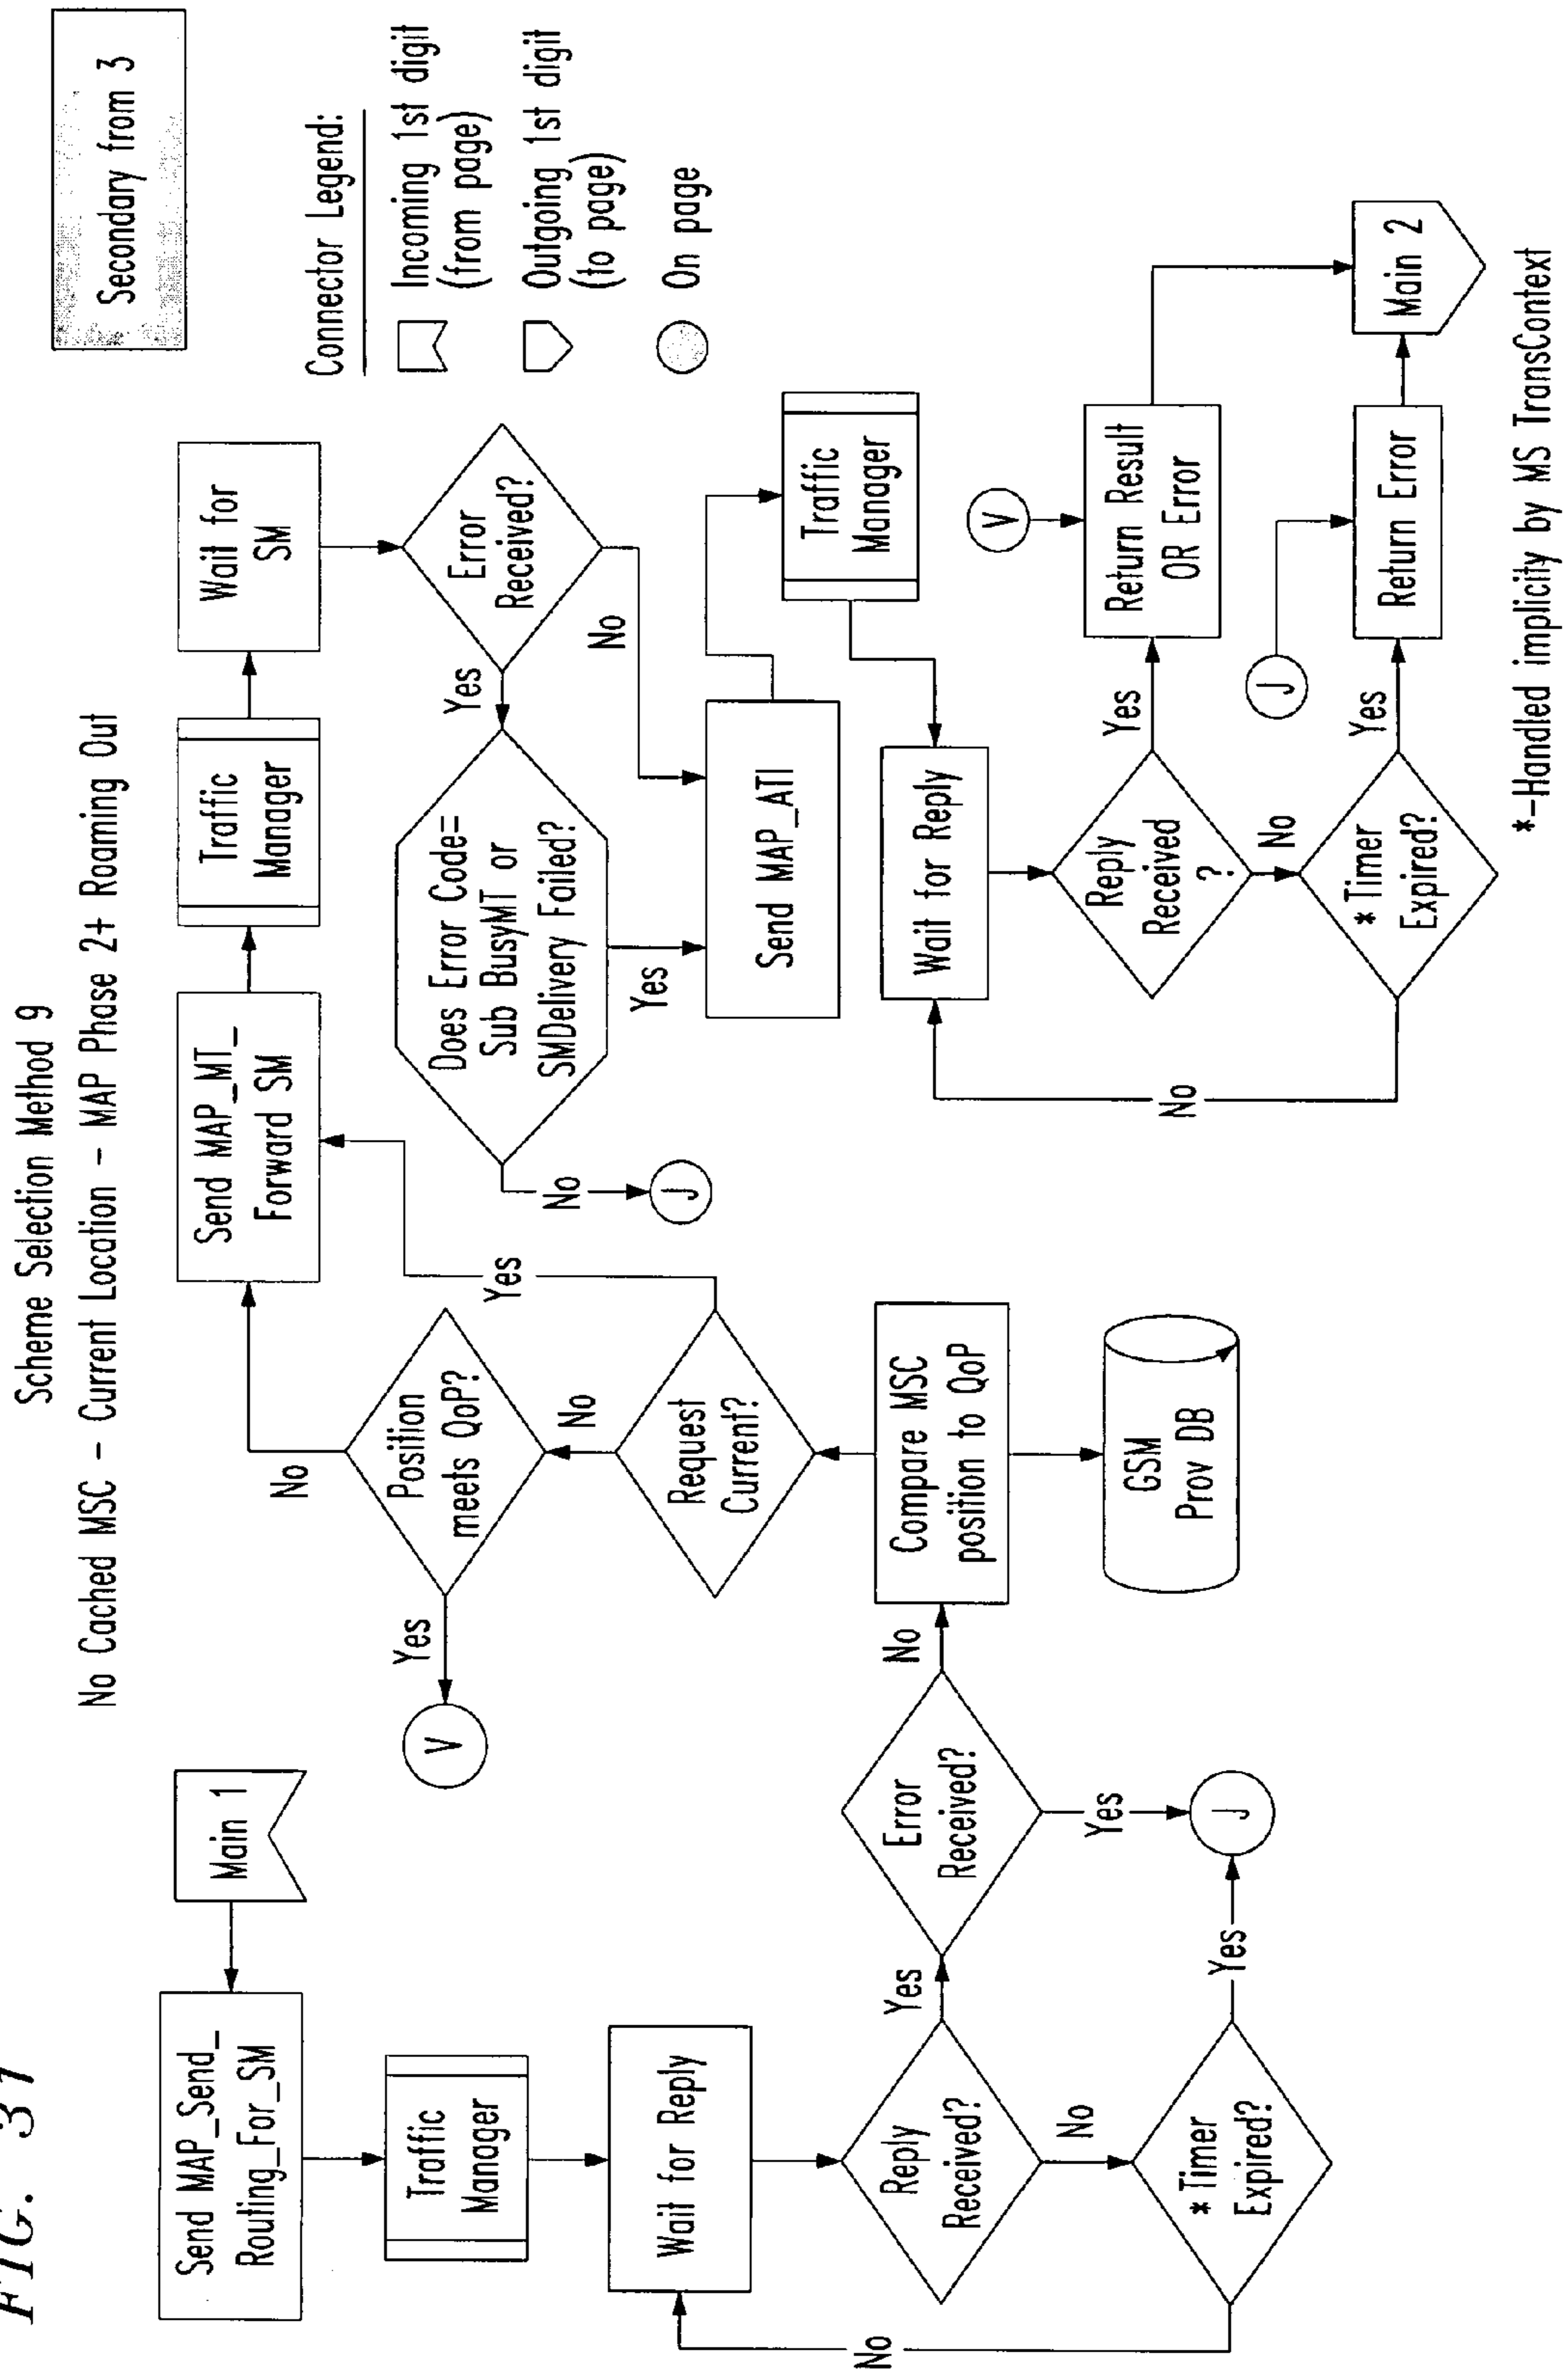 FIG. 31
Scheme Selection Method 9
No Cached MSC - Current Location - MAP Phase 2+ Roaming Out
Secondary from 3
Connector Legend:
Incoming 1st digit
(from page)
Outgoing 1st digit
(to page)
On page
Main 1
Send MAP_Send_
Routing_For_SM
Traffic
Manager
Wait for Reply
Reply
Received?
Yes
No
* Timer
Expired?
No
Yes
J
Error
Received?
Yes
No
Compare MSC
position to QoP
GSM
Prov DB
Request
Current?
No
Yes
Position
meets QoP?
Yes
V
No
Send MAP_MT_
Forward SM
Traffic
Manager
Wait for
SM
Error
Received?
Yes
No
Does Error Code=
Sub BusyMT or
SMDelivery Failed?
No
J
Yes
Send MAP_ATI
Traffic
Manager
Wait for Reply
Reply
Received
?
Yes
No
* Timer
Expired?
No
Yes
V
Return Result
OR Error
J
Return Error
Main 2
*-Handled implicity by MS TransContext